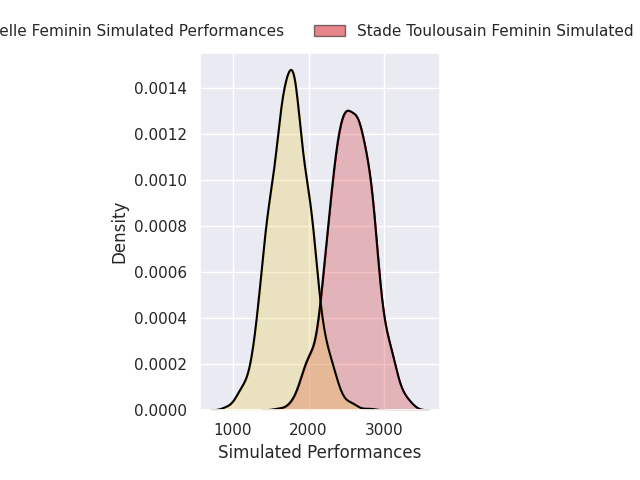 elle Feminin Simulated Performances
Stade Toulousain Feminin Simulated
0.0014
0.0012
0.0010
0.0008
0.0006
0.0004
0.0002
0.0000
Density
1000
2000
3000
Simulated Performances